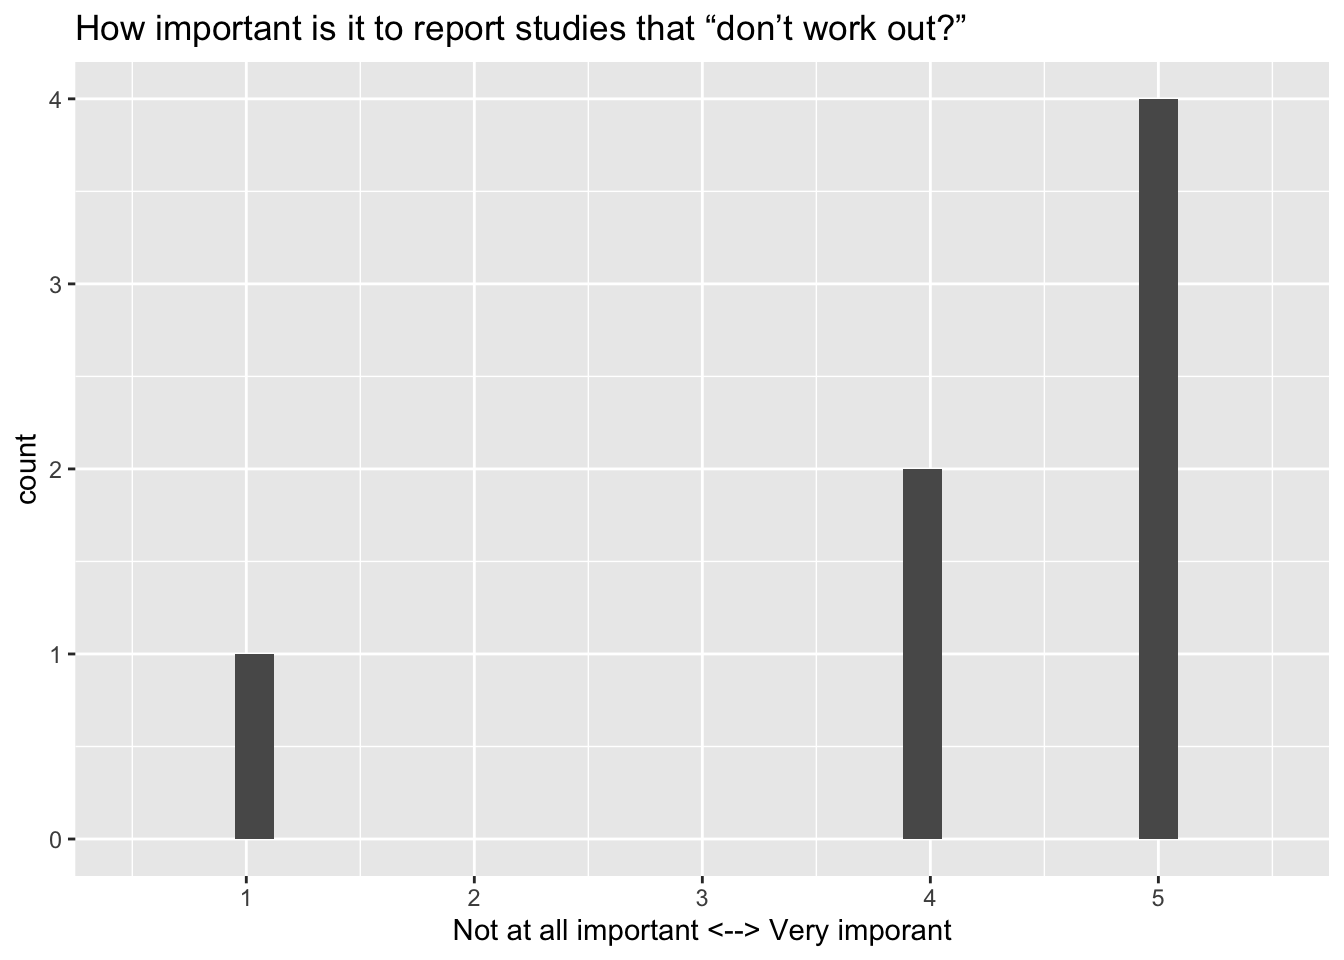 How important is it to report studies that “don’t work out?”
4
3
2
1
0
count
1 2 3 4 5
Not at all important <--> Very imporant